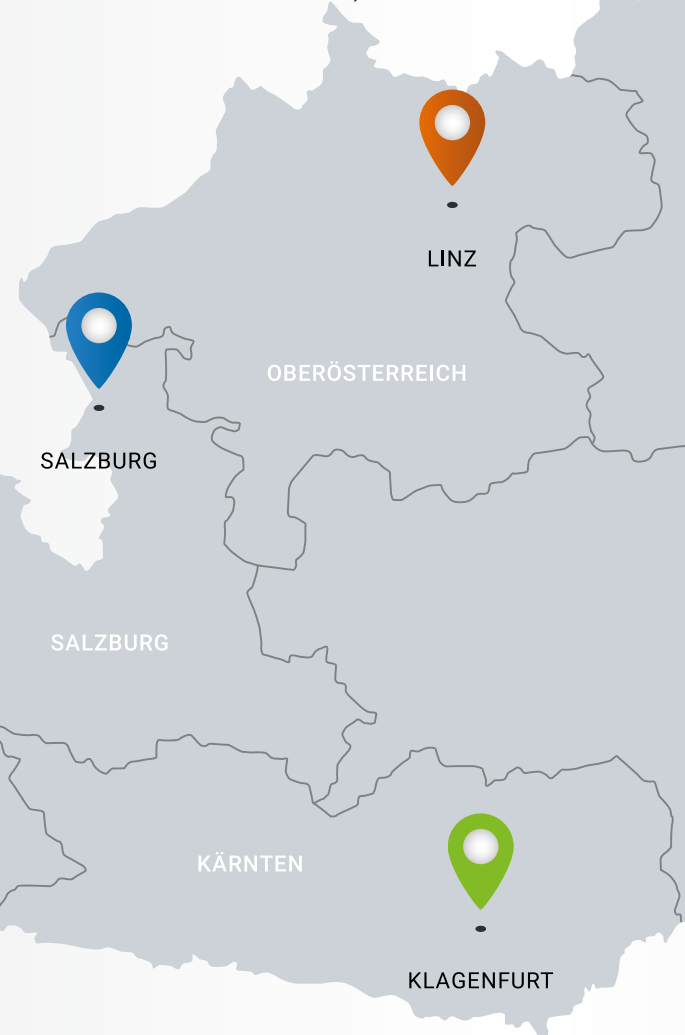 LINZ
OBERÖSTERREICH
SALZBURG
SALZBURG
KÄRNTEN
KLAGENFURT